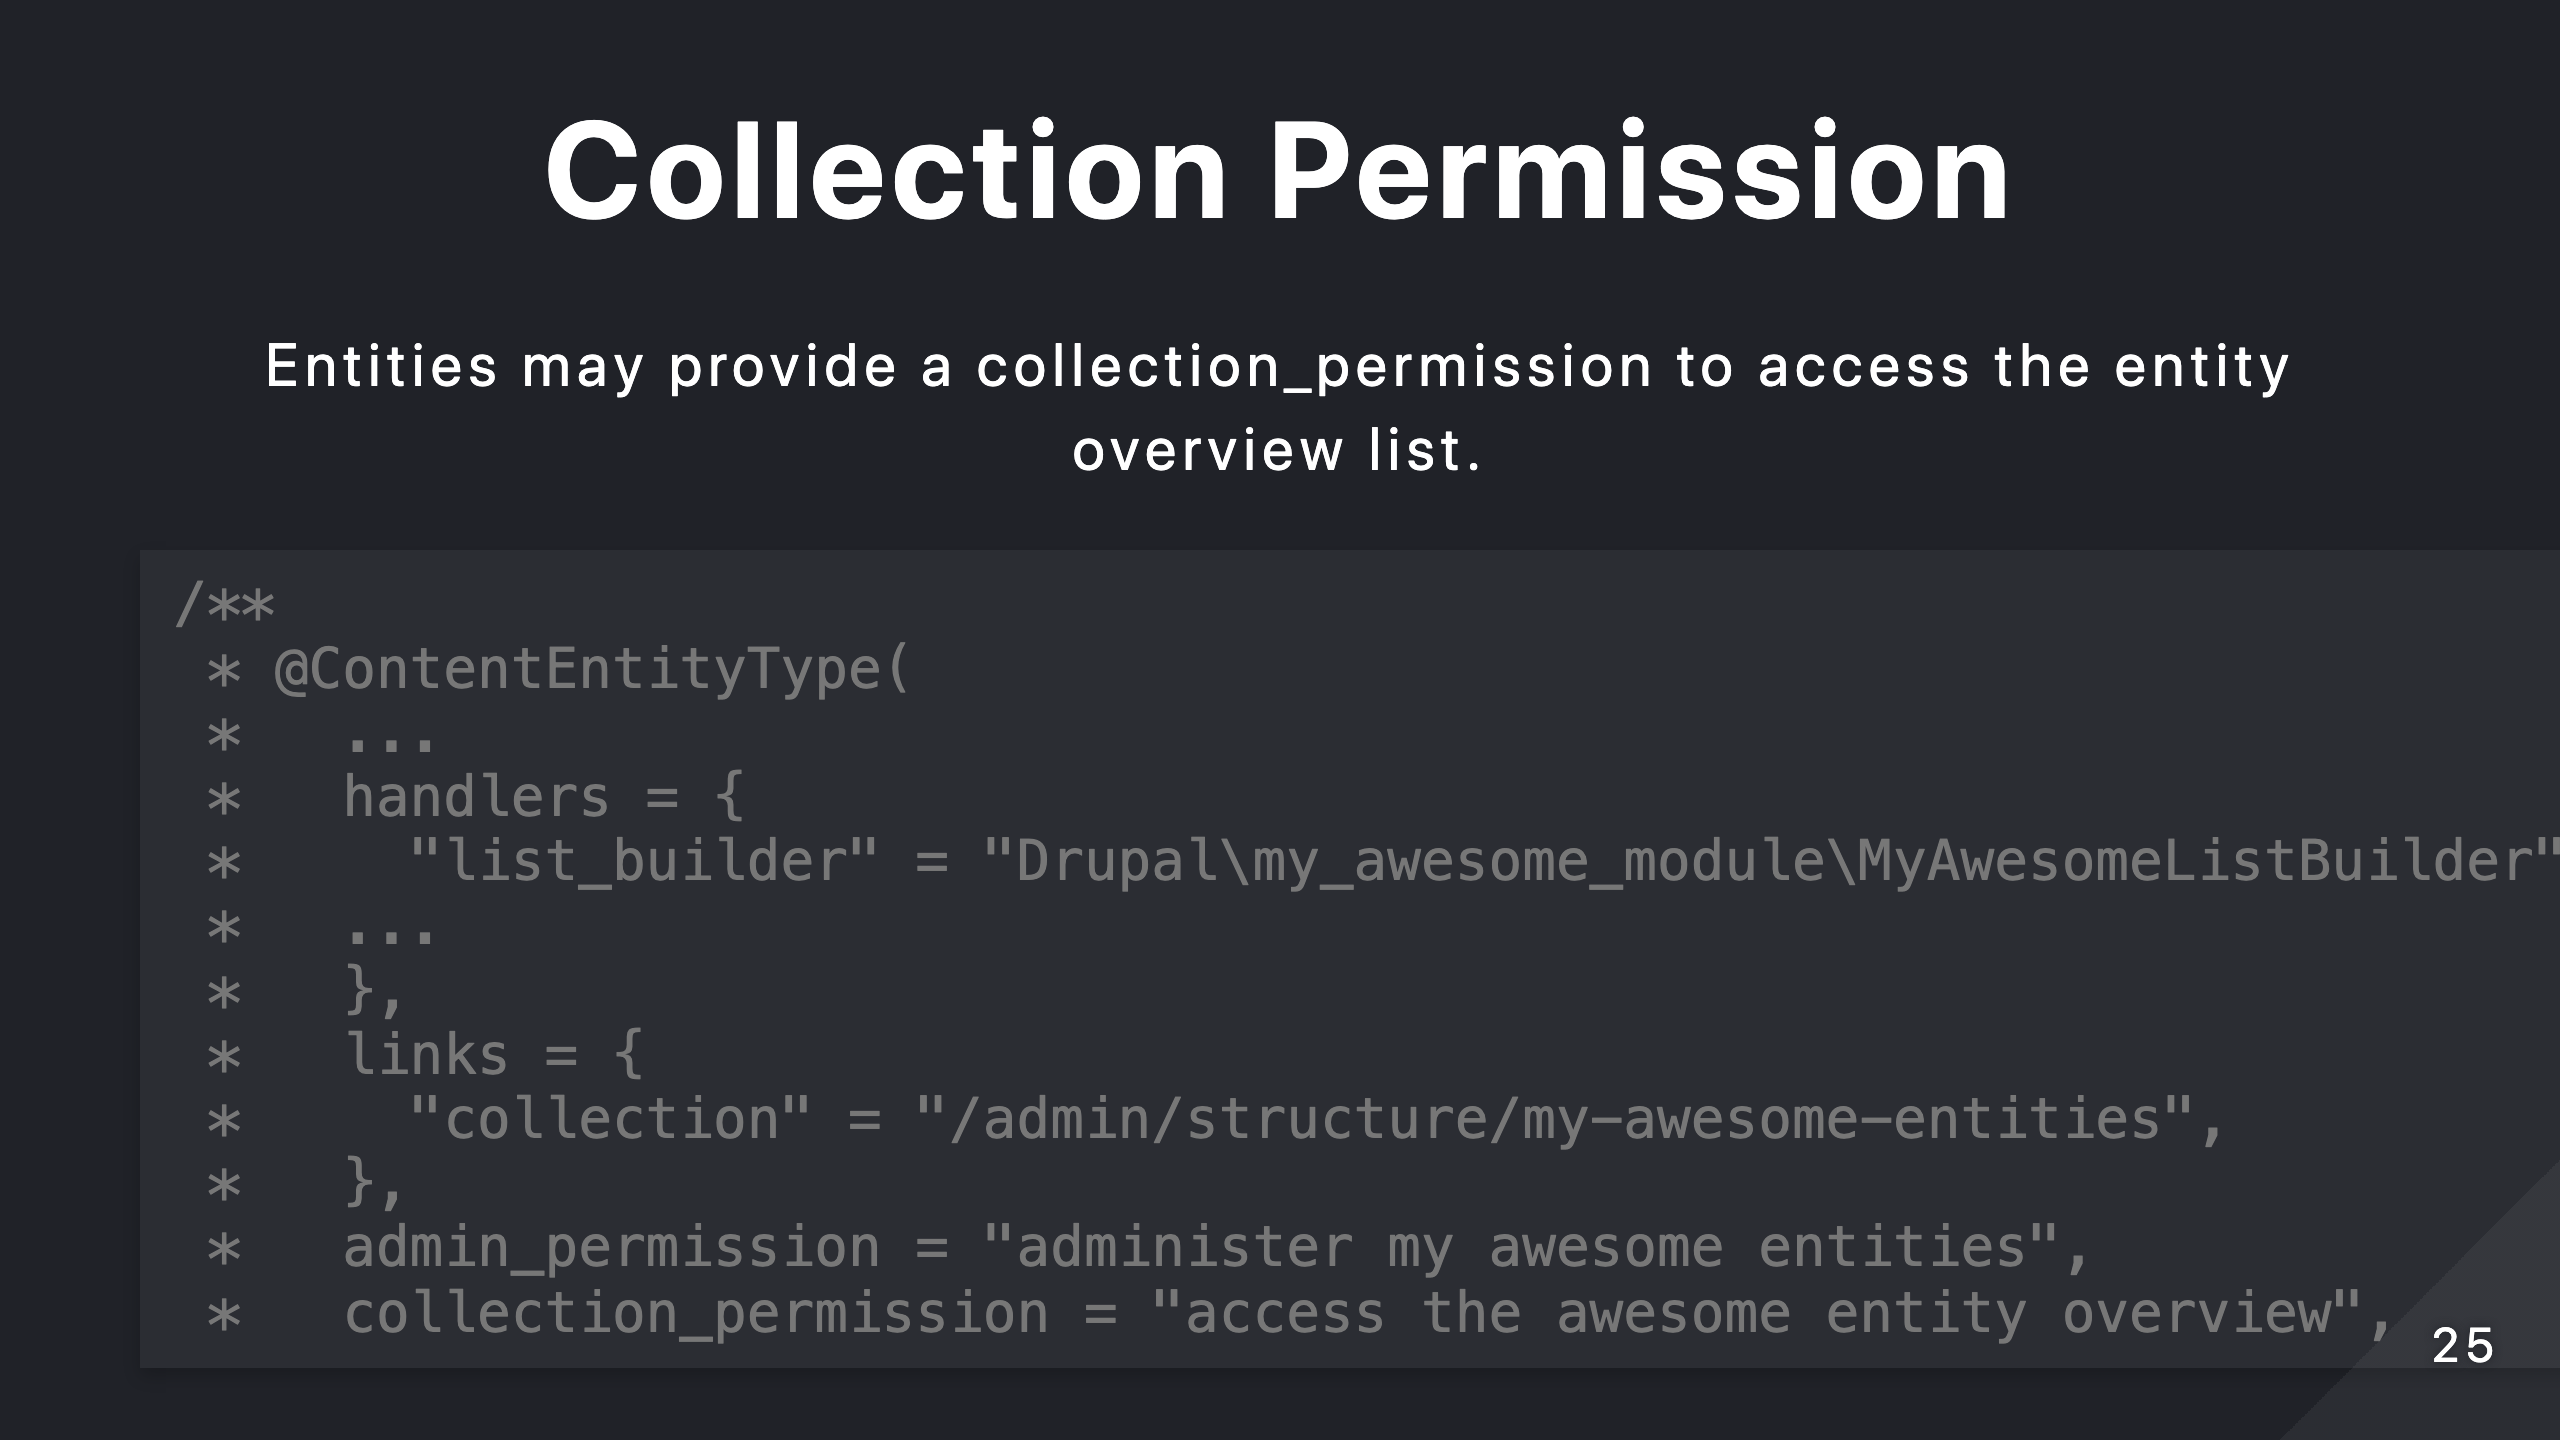 Collection Permission
Entities may provide a collection_permission to access the entity
overview list.
/**
 * @ContentEntityType(
 *   ...
 *   handlers = {
 *     "list_builder" = "Drupal\my_awesome_module\MyAwesomeListBuilder"
 *   ...
 *   },
 *   links = {
 *     "collection" = "/admin/structure/my-awesome-entities",
 *   },
 *   admin_permission = "administer my awesome entities",
 *   collection_permission = "access the awesome entity overview",
25